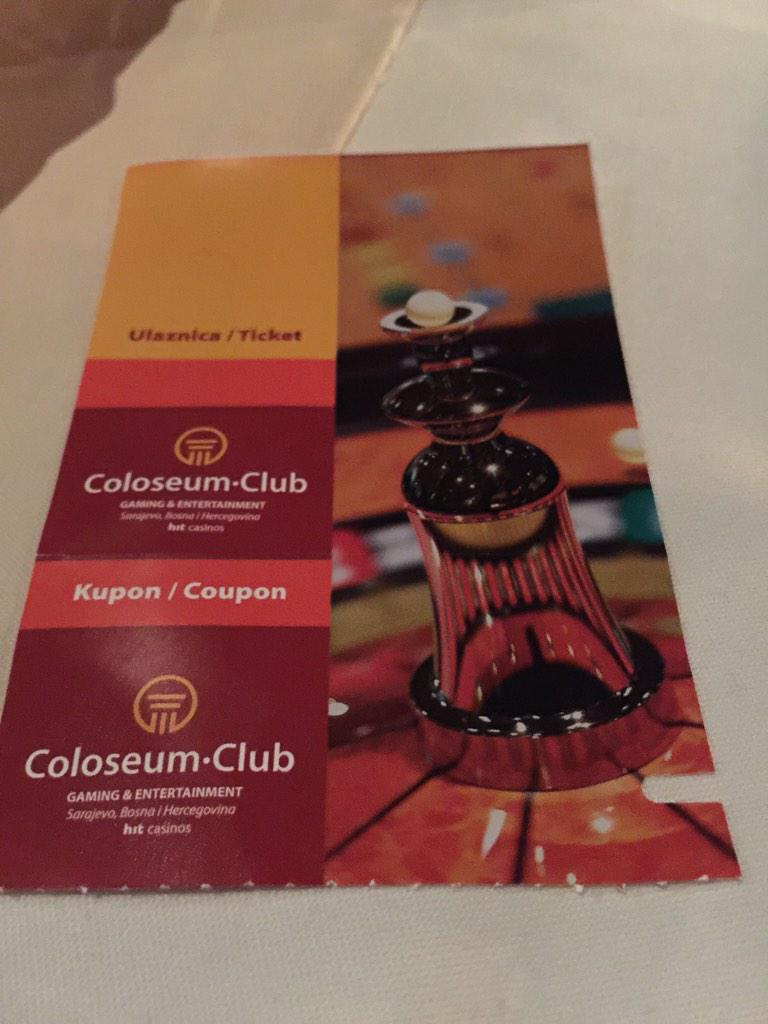 Ulaznica / Ticket
Coloseum·Club
GAMING & ENTERTAINMENT
Sarajevo, Bosna i Hercegovina
hit casinos
Kupon / Coupon
Coloseum·Club
GAMING & ENTERTAINMENT
Sarajevo, Bosna i Hercegovina
hit casinos